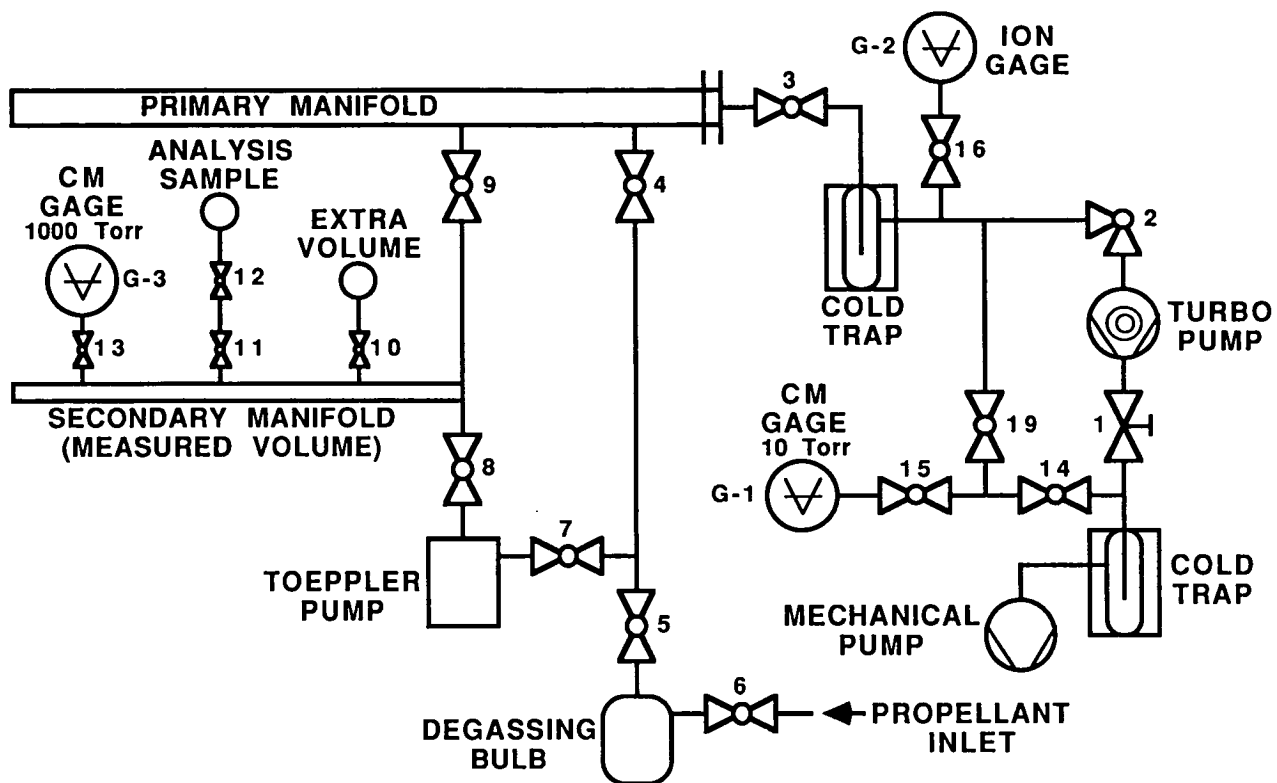 G-2
ION
GAGE
3
PRIMARY MANIFOLD
ANALYSIS
SAMPLE
CM
GAGE
1000 Torr
G-3
EXTRA
VOLUME
9
4
16
2
12
13
11
10
COLD
TRAP
TURBO
PUMP
SECONDARY MANIFOLD
(MEASURED VOLUME)
8
CM
GAGE
10 Torr
G-1
19
1
15
14
7
TOEPPLER
PUMP
5
MECHANICAL
PUMP
COLD
TRAP
6
DEGASSING
BULB
PROPELLANT
INLET